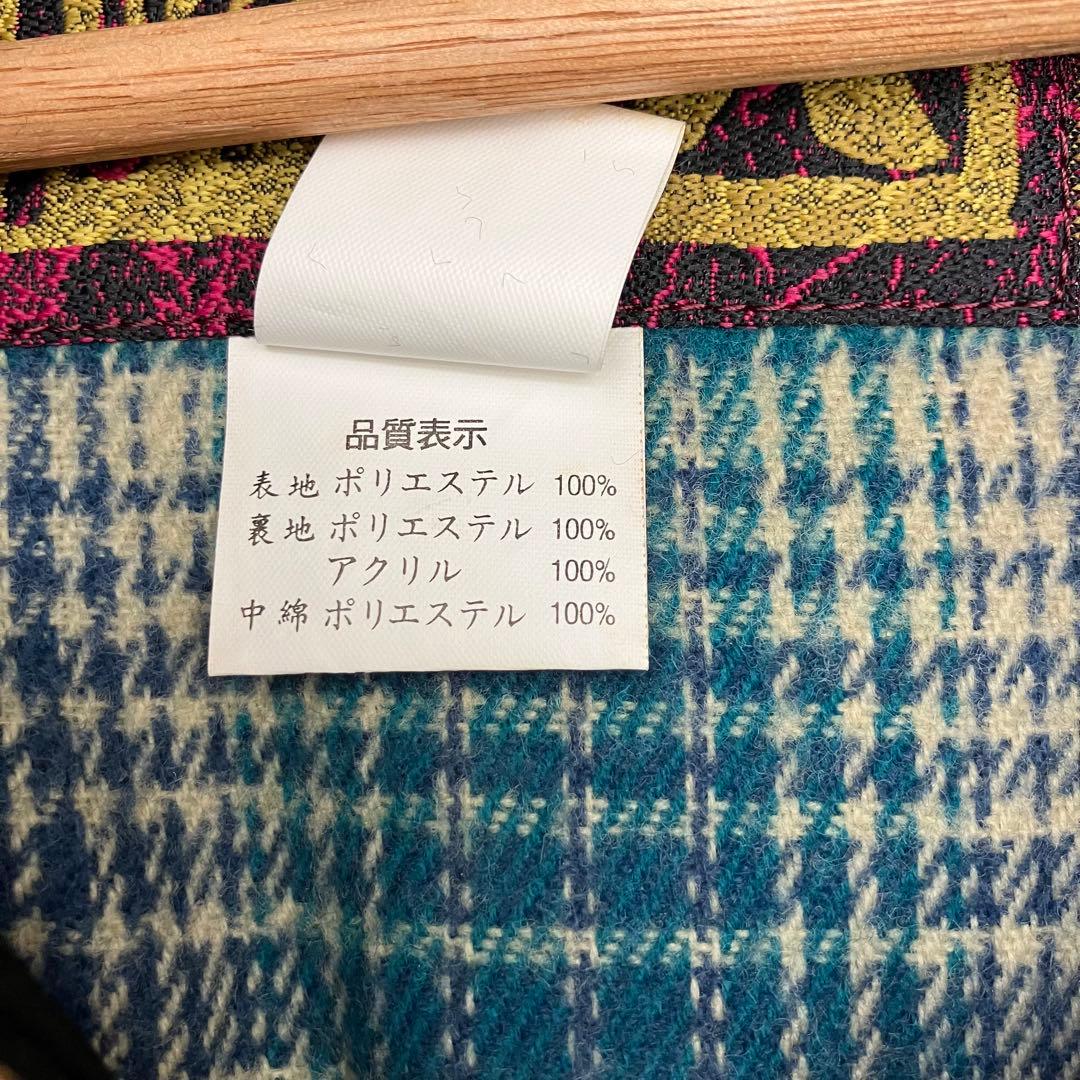 品質表示
表地 ポリエステル 100%
裏地 ポリエステル 100%
アクリル 100%
中綿 ポリエステル 100%